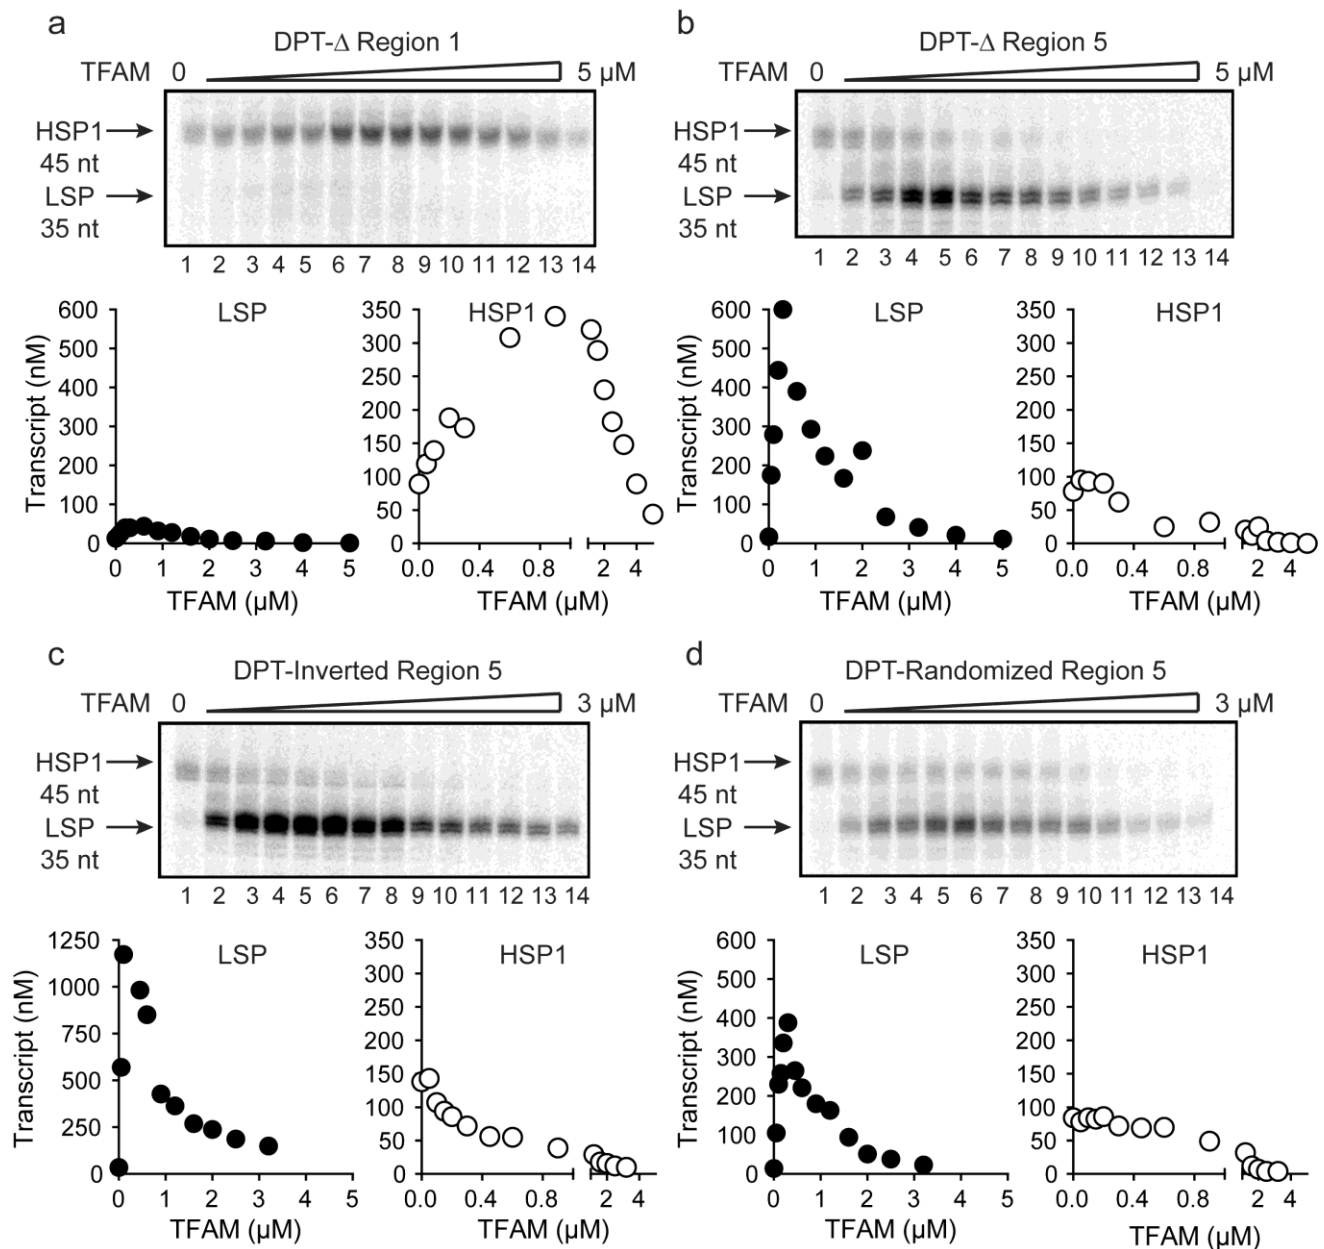 a
DPT-Δ Region 1
TFAM 0 5 µM
HSP1
45 nt
LSP
35 nt
1 2 3 4 5 6 7 8 9 10 11 12 13 14
LSP
HSP1
Transcript (nM)
600
500
400
300
200
100
0
0 1 2 3 4 5
TFAM (µM)
350
300
250
200
150
100
50
0
0.0 0.4 0.8 2 4
TFAM (µM)
b
DPT-Δ Region 5
TFAM 0 5 µM
HSP1
45 nt
LSP
35 nt
1 2 3 4 5 6 7 8 9 10 11 12 13 14
LSP
HSP1
Transcript (nM)
600
500
400
300
200
100
0
0 1 2 3 4 5
TFAM (µM)
350
300
250
200
150
100
50
0
0.0 0.4 0.8 2 4
TFAM (µM)
c
DPT-Inverted Region 5
TFAM 0 3 µM
HSP1
45 nt
LSP
35 nt
1 2 3 4 5 6 7 8 9 10 11 12 13 14
LSP
HSP1
Transcript (nM)
1250
1000
750
500
250
0
0 1 2 3 4 5
TFAM (µM)
350
300
250
200
150
100
50
0
0.0 0.4 0.8 2 4
TFAM (µM)
d
DPT-Randomized Region 5
TFAM 0 3 µM
HSP1
45 nt
LSP
35 nt
1 2 3 4 5 6 7 8 9 10 11 12 13 14
LSP
HSP1
Transcript (nM)
600
500
400
300
200
100
0
0 1 2 3 4 5
TFAM (µM)
350
300
250
200
150
100
50
0
0.0 0.4 0.8 2 4
TFAM (µM)